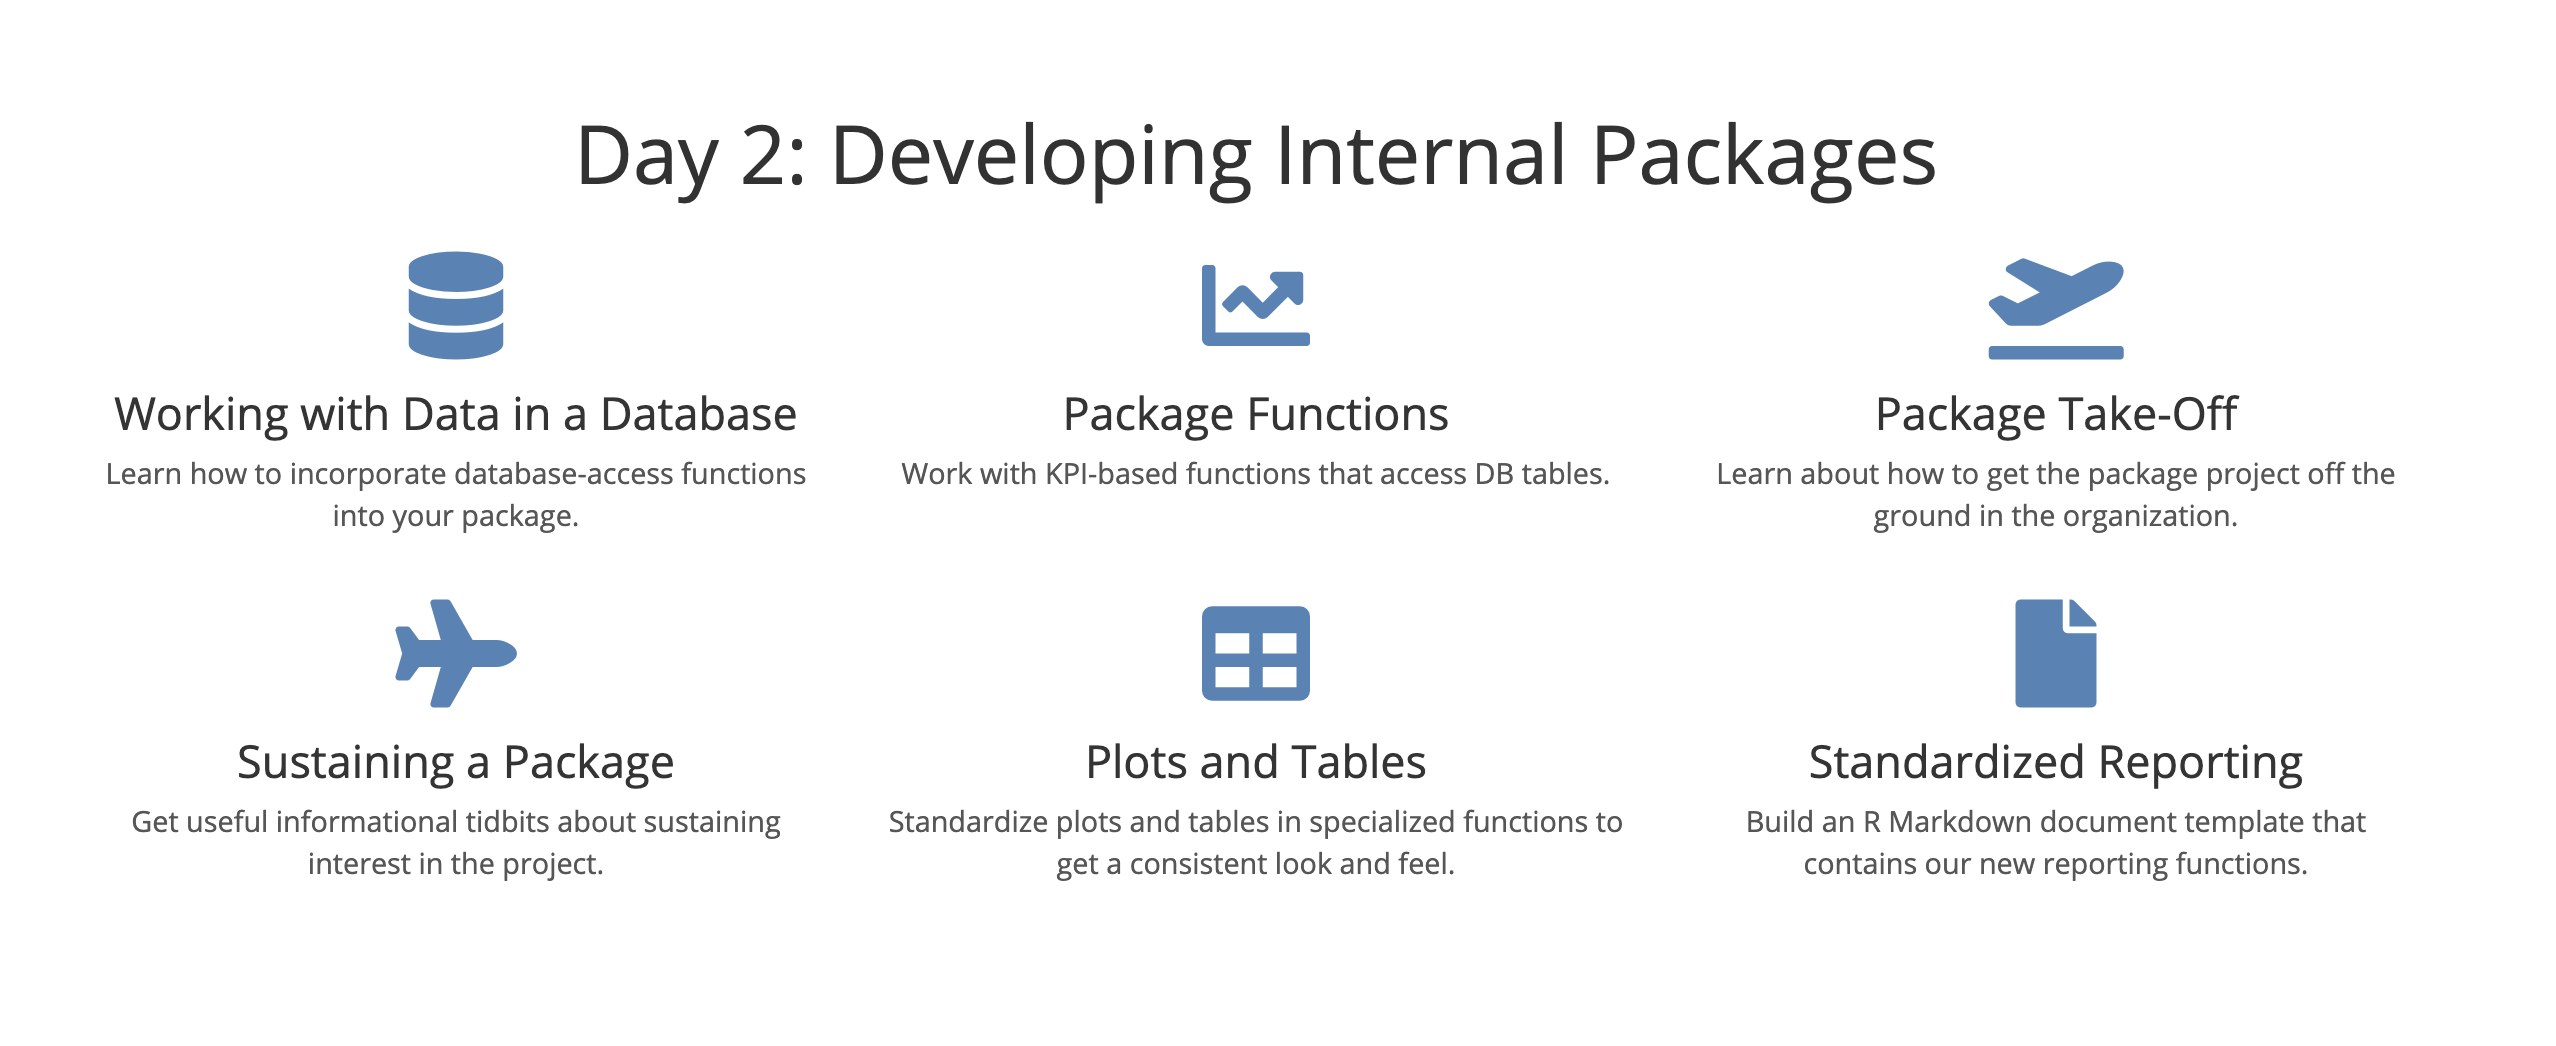 Day 2: Developing Internal Packages
Working with Data in a Database
Learn how to incorporate database-access functions
into your package.
Package Functions
Work with KPI-based functions that access DB tables.
Package Take-Off
Learn about how to get the package project off the
ground in the organization.
Sustaining a Package
Get useful informational tidbits about sustaining
interest in the project.
Plots and Tables
Standardize plots and tables in specialized functions to
get a consistent look and feel.
Standardized Reporting
Build an R Markdown document template that
contains our new reporting functions.